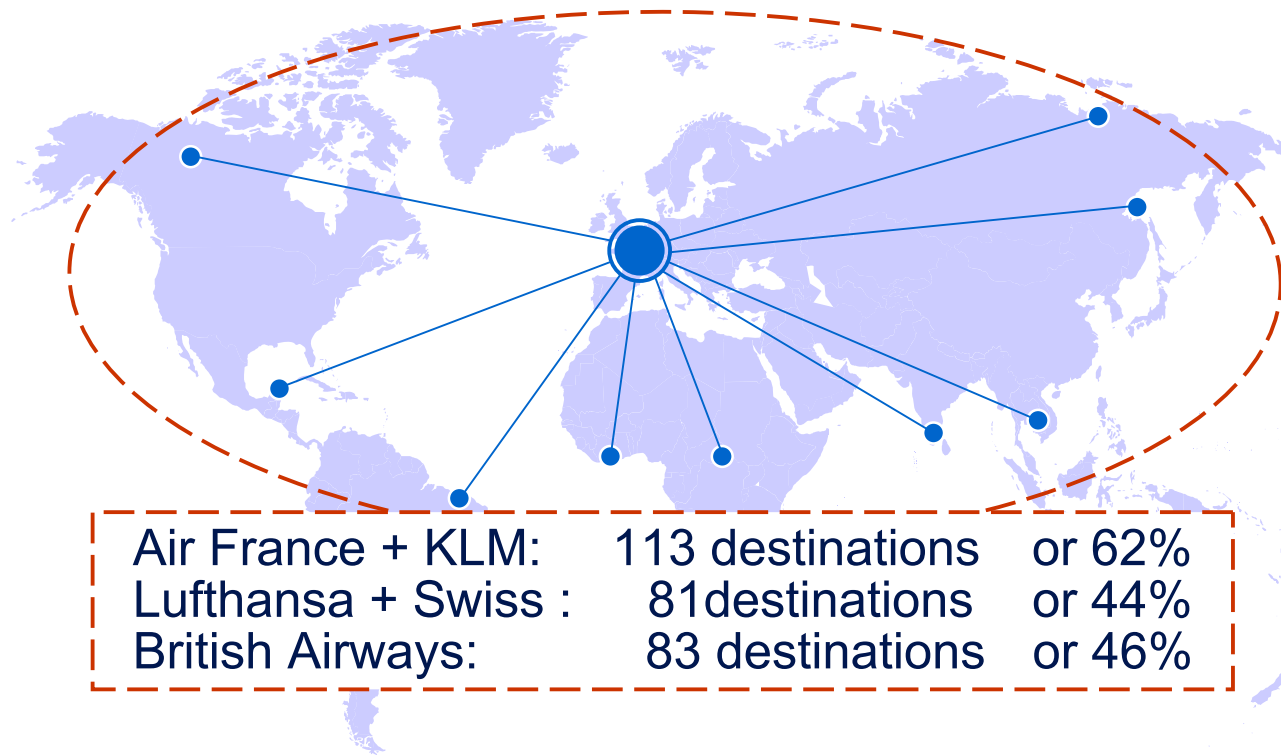 Air France + KLM: 113 destinations or 62%
Lufthansa + Swiss : 81destinations or 44%
British Airways: 83 destinations or 46%